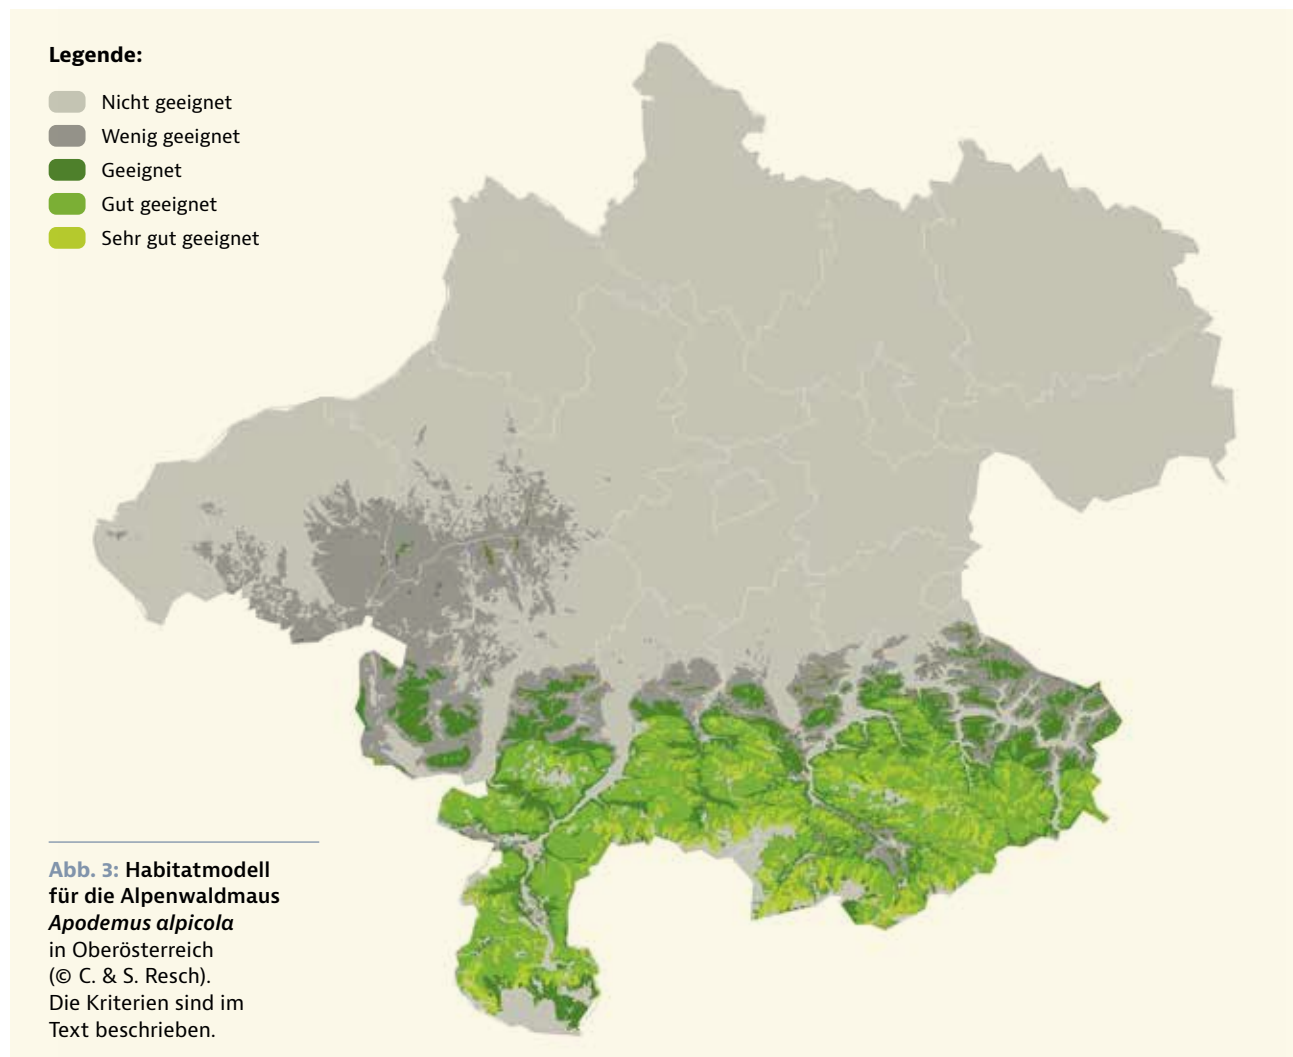 Legende:
Nicht geeignet
Wenig geeignet
Geeignet
Gut geeignet
Sehr gut geeignet
Abb. 3: Habitatmodell
für die Alpenwaldmaus
Apodemus alpicola
in Oberösterreich
(© C. & S. Resch).
Die Kriterien sind im
Text beschrieben.